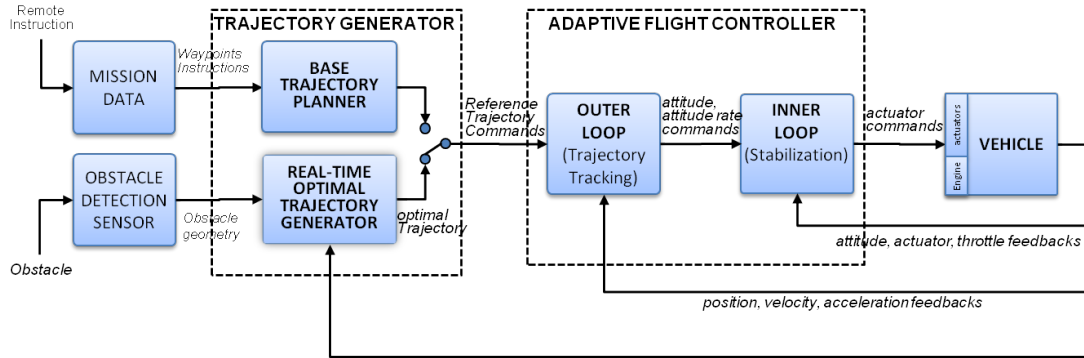 Remote
Instruction
TRAJECTORY GENERATOR
ADAPTIVE FLIGHT CONTROLLER
MISSION
DATA
Waypoints
Instructions
BASE
TRAJECTORY
PLANNER
Reference
Trajectory
Commands
OUTER
LOOP
(Trajectory
Tracking)
attitude,
attitude rate
commands
INNER
LOOP
(Stabilization)
actuator
commands
actuators
Engine
VEHICLE
OBSTACLE
DETECTION
SENSOR
Obstacle
geometry
REAL-TIME
OPTIMAL
TRAJECTORY
GENERATOR
optimal
Trajectory
Obstacle
attitude, actuator, throttle feedbacks
position, velocity, acceleration feedbacks